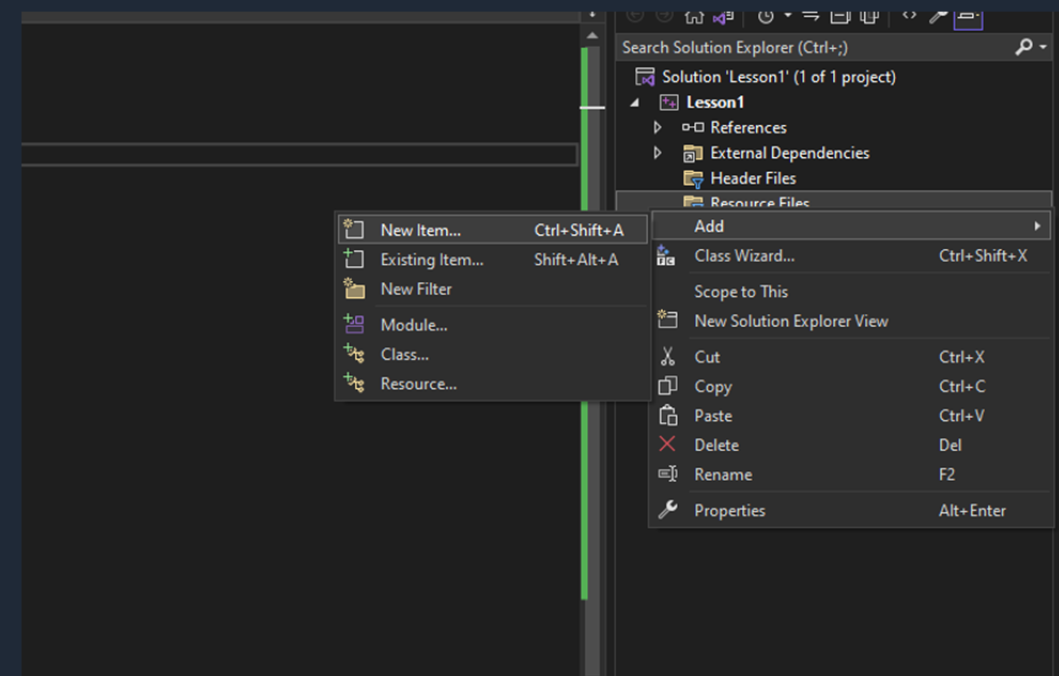 Search Solution Explorer (Ctrl+;)
Solution 'Lesson1' (1 of 1 project)
Lesson1
References
External Dependencies
Header Files
Resource Files
New Item... Ctrl+Shift+A
Existing Item... Shift+Alt+A
New Filter
Module...
Class...
Resource...
Add
Class Wizard... Ctrl+Shift+X
Scope to This
New Solution Explorer View
Cut Ctrl+X
Copy Ctrl+C
Paste Ctrl+V
Delete Del
Rename F2
Properties Alt+Enter